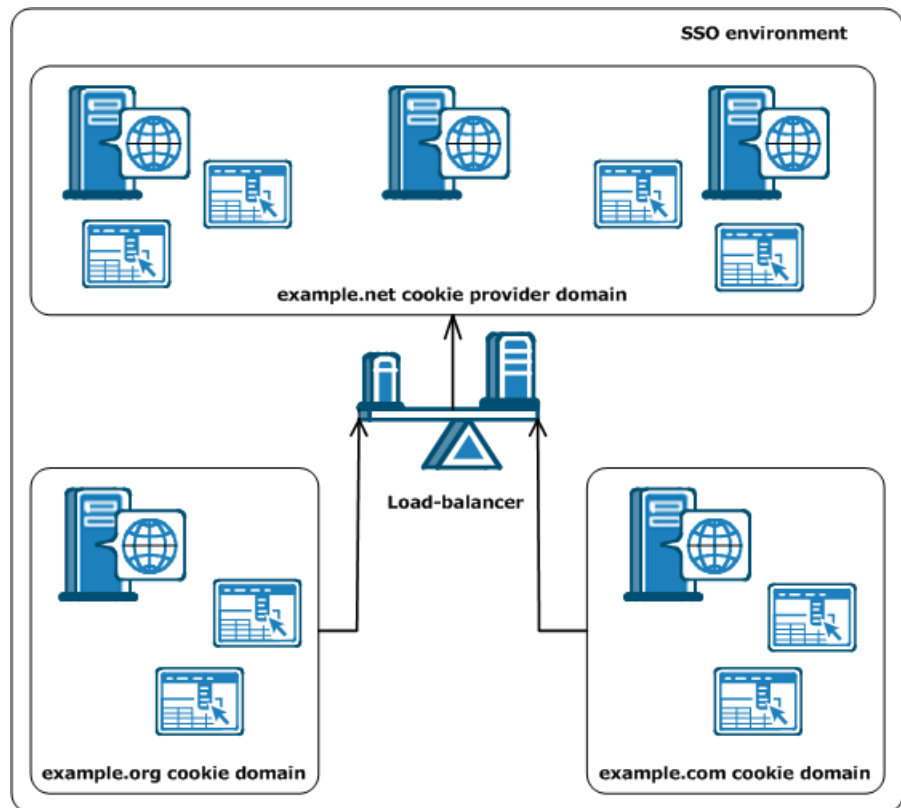 SSO environment
example.net cookie provider domain
Load-balancer
example.org cookie domain
example.com cookie domain